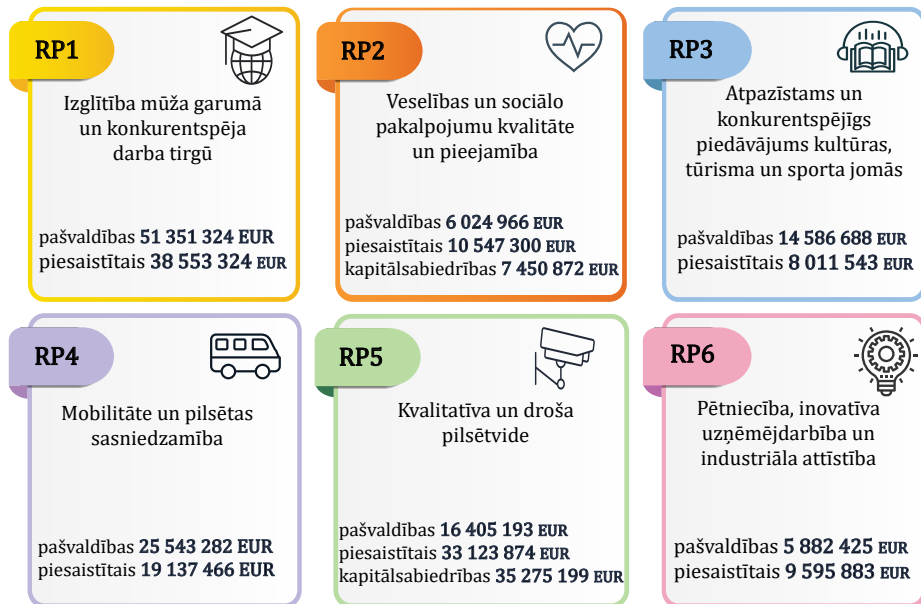 RP1
Izglītība mūža garumā
un konkurentspēja
darba tirgū
pašvaldības 51 351 324 EUR
piesaistītais 38 553 324 EUR
RP2
Veselības un sociālo
pakalpojumu kvalitāte
un pieejamība
pašvaldības 6 024 966 EUR
piesaistītais 10 547 300 EUR
kapitālsabiedrības 7 450 872 EUR
RP3
Atpazīstams un
konkurentspējīgs
piedāvājums kultūras,
tūrisma un sporta jomās
pašvaldības 14 586 688 EUR
piesaistītais 8 011 543 EUR
RP4
Mobilitāte un pilsētas
sasniedzamība
pašvaldības 25 543 282 EUR
piesaistītais 19 137 466 EUR
RP5
Kvalitatīva un droša
pilsētvide
pašvaldības 16 405 193 EUR
piesaistītais 33 123 874 EUR
kapitālsabiedrības 35 275 199 EUR
RP6
Pētniecība, inovatīva
uzņēmējdarbība un
industriāla attīstība
pašvaldības 5 882 425 EUR
piesaistītais 9 595 883 EUR